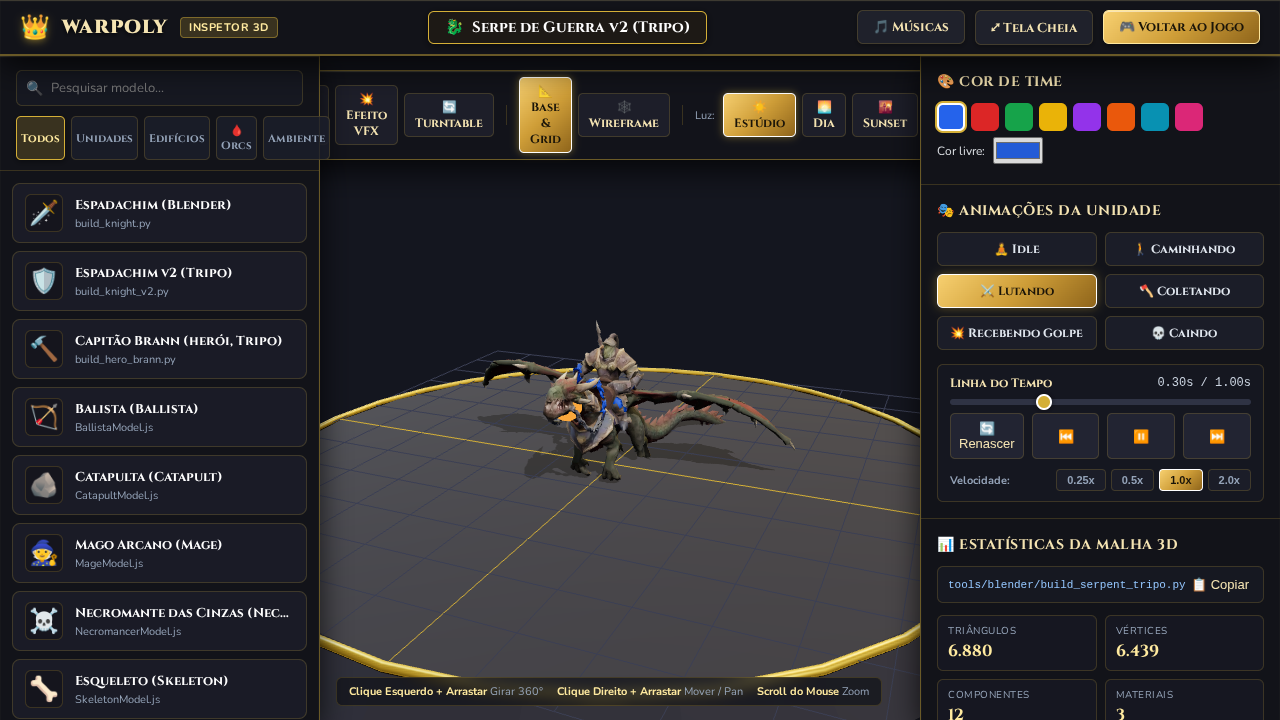 WARPOLY
INSPETOR 3D
Serpe de Guerra v2 (Tripo)
Músicas
Tela Cheia
Voltar ao Jogo
Pesquisar modelo...
Todos
Unidades
Edifícios
Orcs
Ambiente
Espadachim (Blender)
build_knight.py
Espadachim v2 (Tripo)
build_knight_v2.py
Capitão Brann (herói, Tripo)
build_hero_brann.py
Balista (Ballista)
BallistaModel.js
Catapulta (Catapult)
CatapultModel.js
Mago Arcano (Mage)
MageModel.js
Necromante das Cinzas (Nec...
NecromancerModel.js
Esqueleto (Skeleton)
SkeletonModel.js
Efeito
VFX
Turntable
Base
&
Grid
Wireframe
Luz:
Estúdio
Dia
Sunset
Clique Esquerdo + Arrastar Girar 360° Clique Direito + Arrastar Mover / Pan Scroll do Mouse Zoom
Cor de Time
Cor livre:
Animações da Unidade
Idle
Caminhando
Lutando
Coletando
Recebendo Golpe
Caindo
Linha do Tempo
0.30s / 1.00s
Renascer
Velocidade:
0.25x
0.5x
1.0x
2.0x
Estatísticas da Malha 3D
tools/blender/build_serpent_tripo.py
Copiar
TRIÂNGULOS
6.880
VÉRTICES
6.439
COMPONENTES
12
MATERIAIS
3